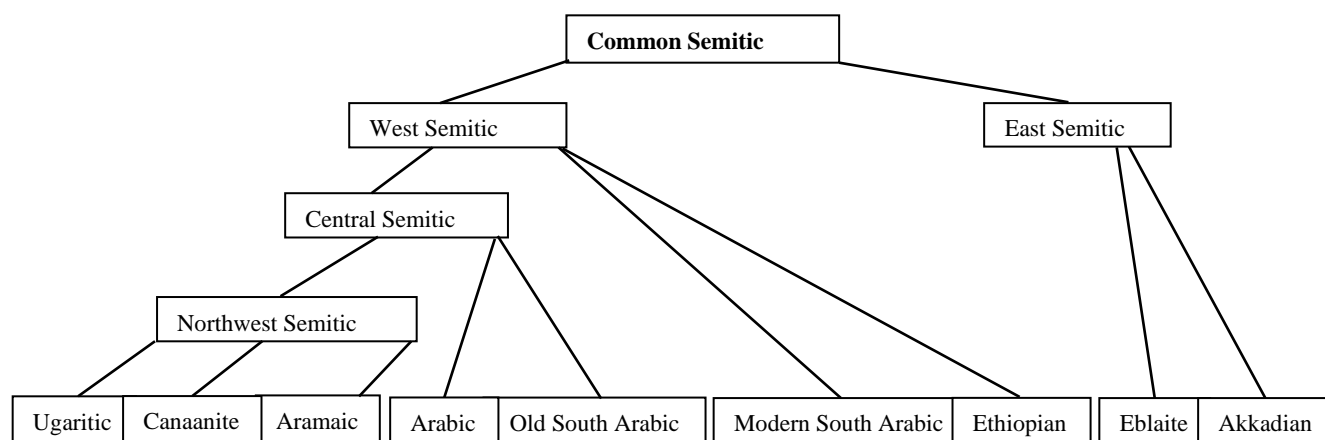 Common Semitic
West Semitic
East Semitic
Central Semitic
Northwest Semitic
Ugaritic
Canaanite
Aramaic
Arabic
Old South Arabic
Modern South Arabic
Ethiopian
Eblaite
Akkadian